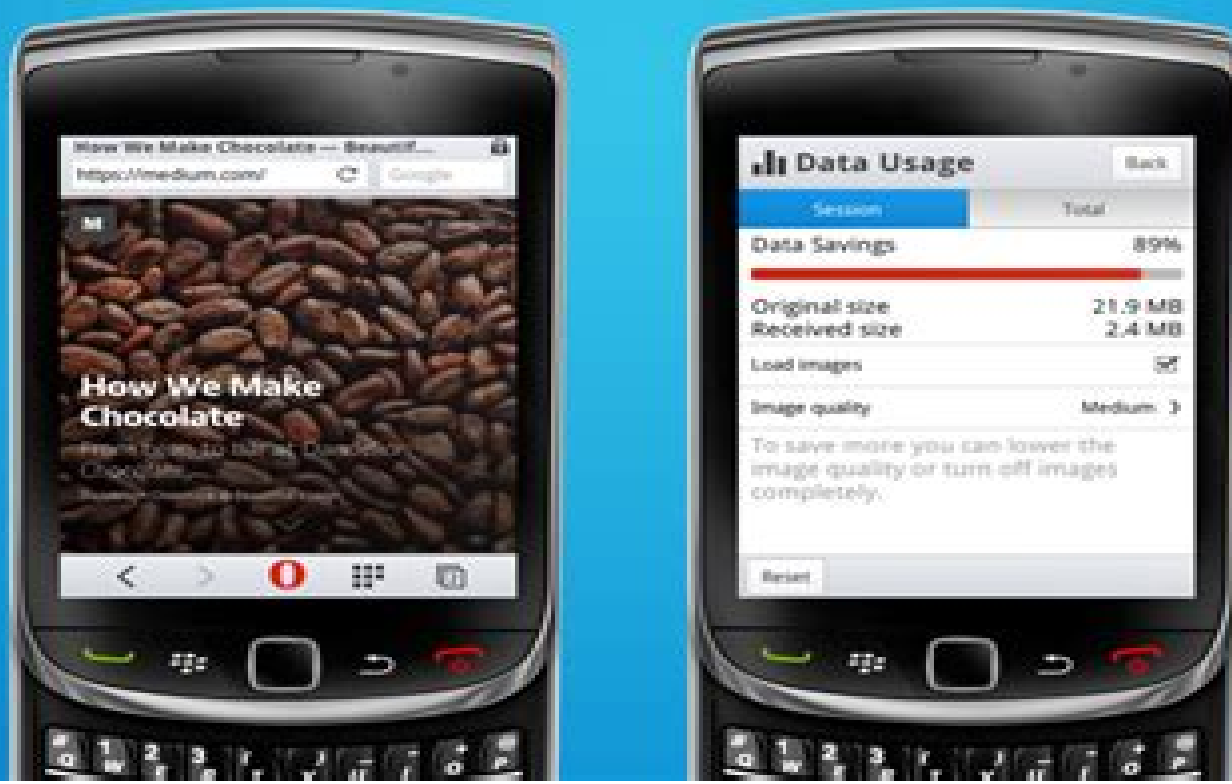 How We Make Chocolate — Beautif...
https://medium.com/
Google
M
How We Make
Chocolate
Chocolate
Data Usage
Back
Session
Total
Data Savings 89%
Original size 21.9 MB
Received size 2.4 MB
Load images
Image quality Medium
To save more you can lower the
image quality or turn off images
completely.
Reset